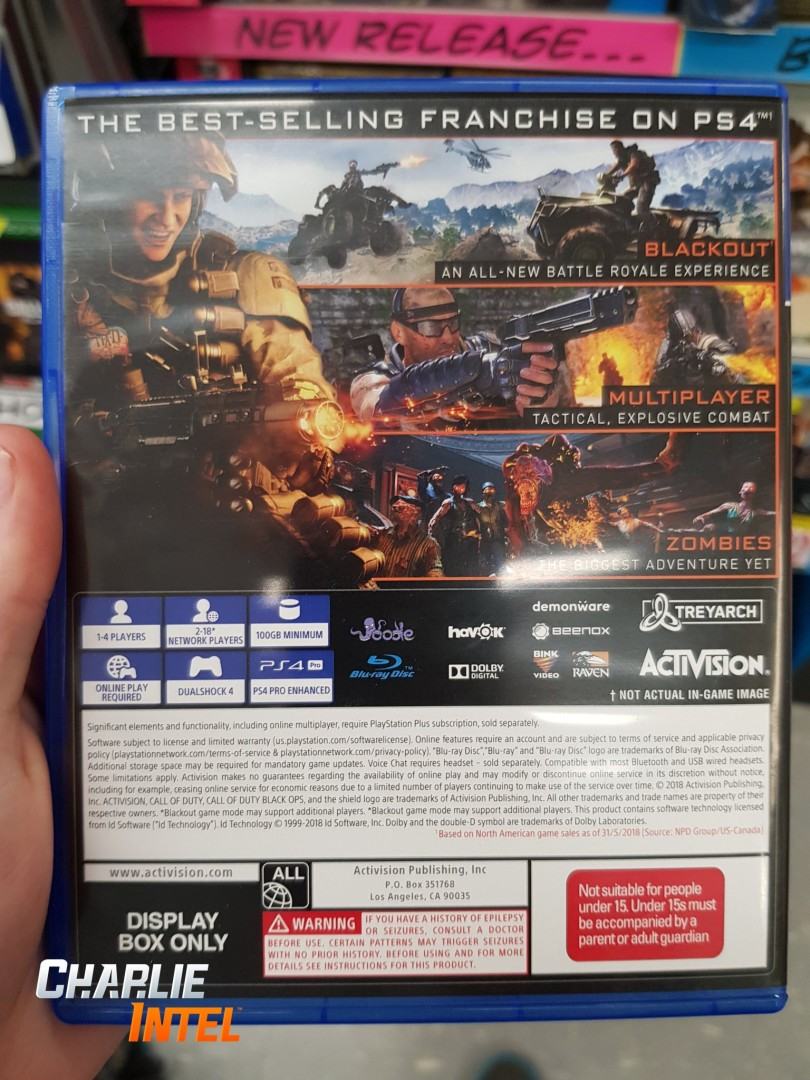 NEW RELEASE...
THE BEST-SELLING FRANCHISE ON PS4™¹
BLACKOUT†
AN ALL-NEW BATTLE ROYALE EXPERIENCE
MULTIPLAYER
TACTICAL, EXPLOSIVE COMBAT
ZOMBIES
THE BIGGEST ADVENTURE YET
1-4 PLAYERS
2-18* NETWORK PLAYERS
100GB MINIMUM
ONLINE PLAY REQUIRED
DUALSHOCK 4
PS4 Pro
PS4 PRO ENHANCED
havok
demonware
BEENOX
TREYARCH
Blu-ray Disc™
DOLBY DIGITAL
BINK VIDEO
RAVEN
ACTIVISION®
† NOT ACTUAL IN-GAME IMAGE
Significant elements and functionality, including online multiplayer, require PlayStation Plus subscription, sold separately.
Software subject to license and limited warranty (us.playstation.com/softwarelicense). Online features require an account and are subject to terms of service and applicable privacy
policy (playstationnetwork.com/terms-of-service & playstationnetwork.com/privacy-policy). "Blu-ray Disc","Blu-ray" and "Blu-ray Disc" logo are trademarks of Blu-ray Disc Association.
Additional storage space may be required for mandatory game updates. Voice Chat requires headset - sold separately. Compatible with most Bluetooth and USB wired headsets.
Some limitations apply. Activision makes no guarantees regarding the availability of online play and may modify or discontinue online service in its discretion without notice,
including for example, ceasing online service for economic reasons due to a limited number of players continuing to make use of the service over time. © 2018 Activision Publishing,
Inc. ACTIVISION, CALL OF DUTY, CALL OF DUTY BLACK OPS, and the shield logo are trademarks of Activision Publishing, Inc. All other trademarks and trade names are property of their
respective owners. *Blackout game mode may support additional players. *Blackout game mode may support additional players. This product contains software technology licensed
from Id Software ("Id Technology"). Id Technology © 1999-2018 Id Software, Inc. Dolby and the double-D symbol are trademarks of Dolby Laboratories.
¹Based on North American game sales as of 31/5/2018 (Source: NPD Group/US-Canada)
www.activision.com
ALL
Activision Publishing, Inc
P.O. Box 351768
Los Angeles, CA 90035
DISPLAY
BOX ONLY
WARNING IF YOU HAVE A HISTORY OF EPILEPSY
OR SEIZURES, CONSULT A DOCTOR
BEFORE USE. CERTAIN PATTERNS MAY TRIGGER SEIZURES
WITH NO PRIOR HISTORY. BEFORE USING AND FOR MORE
DETAILS SEE INSTRUCTIONS FOR THIS PRODUCT.
Not suitable for people
under 15. Under 15s must
be accompanied by a
parent or adult guardian
CHARLIE
INTEL